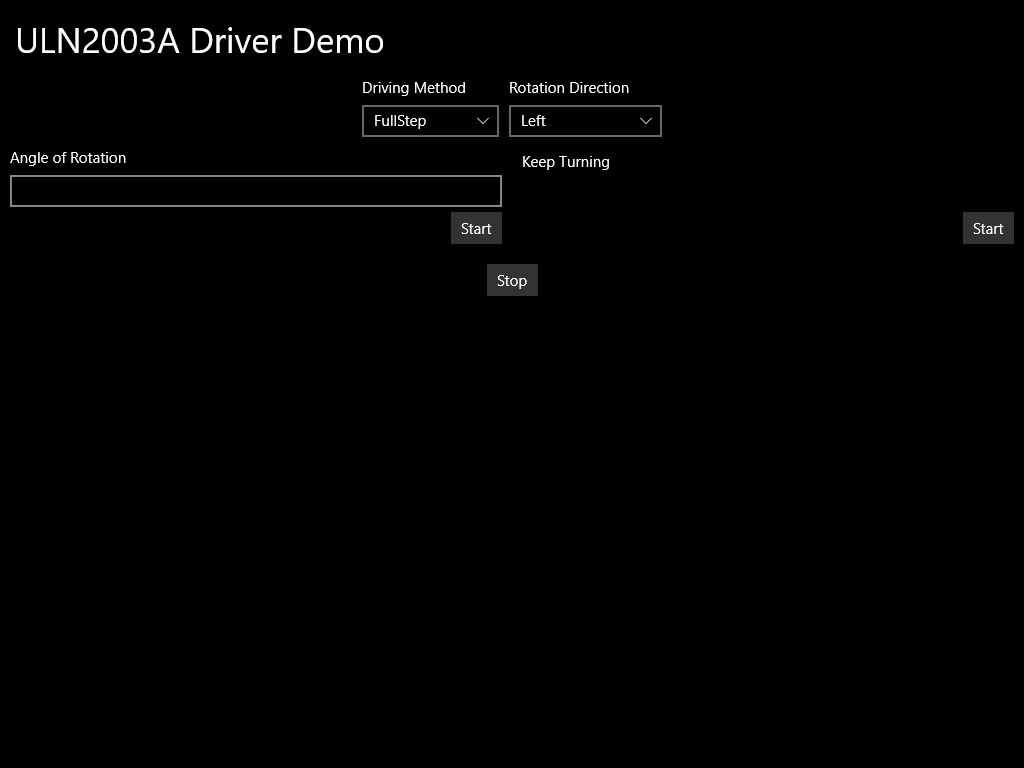 ULN2003A Driver Demo
Driving Method Rotation Direction
FullStep Left
Angle of Rotation Keep Turning
Start Start
Stop